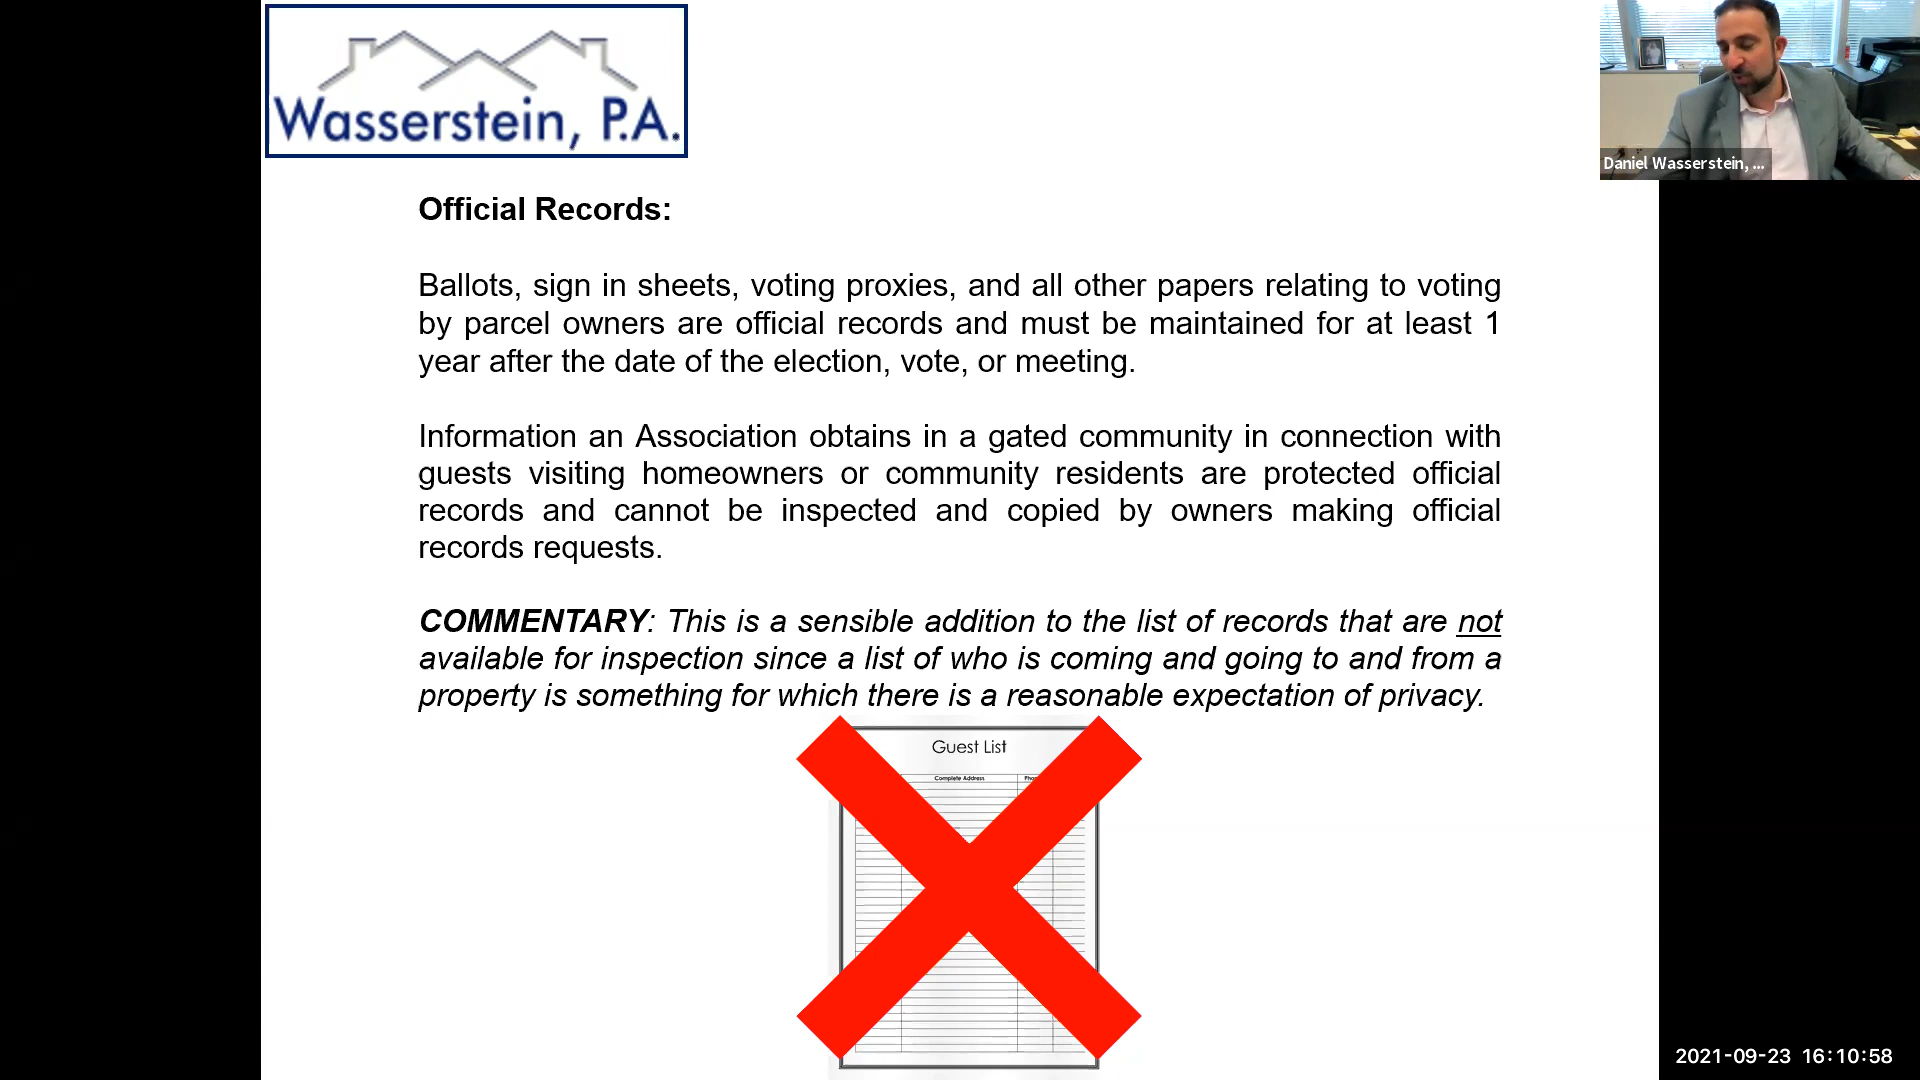 Wasserstein, P.A.
Daniel Wasserstein, ...
Official Records:
Ballots, sign in sheets, voting proxies, and all other papers relating to voting
by parcel owners are official records and must be maintained for at least 1
year after the date of the election, vote, or meeting.
Information an Association obtains in a gated community in connection with
guests visiting homeowners or community residents are protected official
records and cannot be inspected and copied by owners making official
records requests.
COMMENTARY: This is a sensible addition to the list of records that are not
available for inspection since a list of who is coming and going to and from a
property is something for which there is a reasonable expectation of privacy.
Guest List
Complete Address
2021-09-23 16:10:58